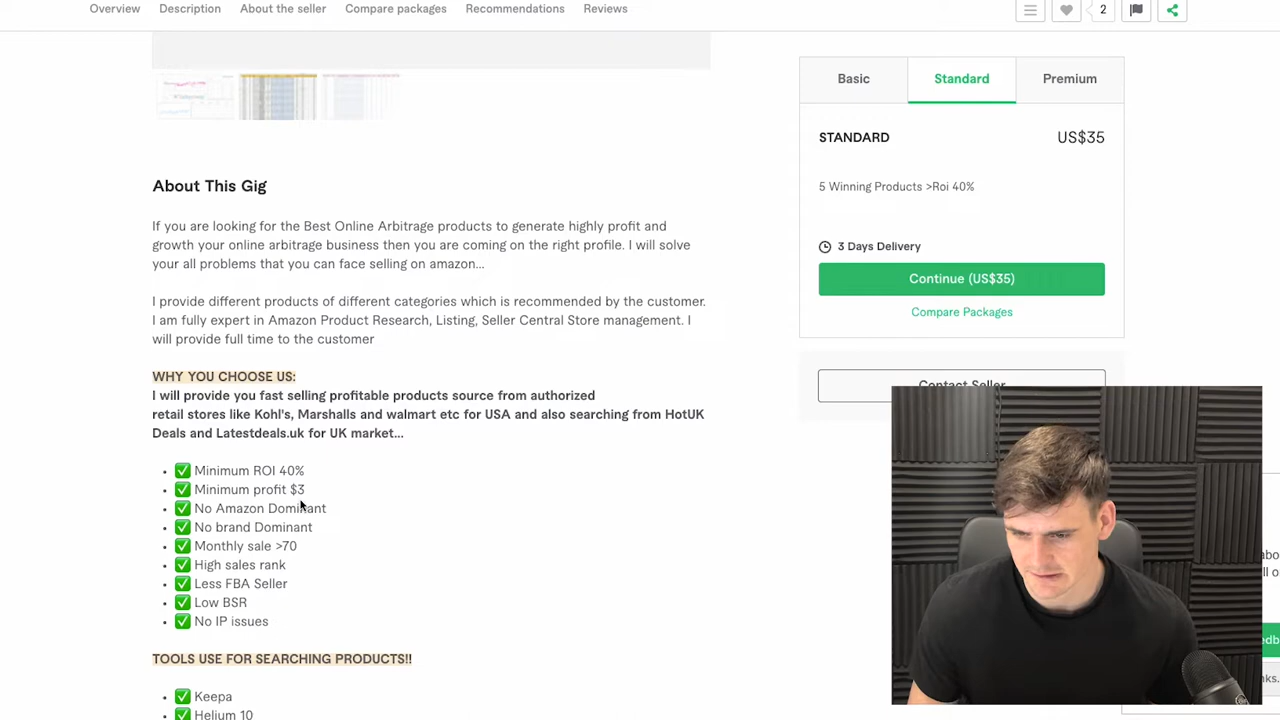 Overview Description About the seller Compare packages Recommendations Reviews 2
Basic Standard Premium
STANDARD US$35
5 Winning Products >Roi 40%
3 Days Delivery
Continue (US$35)
Compare Packages
Contact Seller
About This Gig
If you are looking for the Best Online Arbitrage products to generate highly profit and
growth your online arbitrage business then you are coming on the right profile. I will solve
your all problems that you can face selling on amazon...
I provide different products of different categories which is recommended by the customer.
I am fully expert in Amazon Product Research, Listing, Seller Central Store management. I
will provide full time to the customer
WHY YOU CHOOSE US:
I will provide you fast selling profitable products source from authorized
retail stores like Kohl's, Marshalls and walmart etc for USA and also searching from HotUK
Deals and Latestdeals.uk for UK market...
• ✅ Minimum ROI 40%
• ✅ Minimum profit $3
• ✅ No Amazon Dominant
• ✅ No brand Dominant
• ✅ Monthly sale >70
• ✅ High sales rank
• ✅ Less FBA Seller
• ✅ Low BSR
• ✅ No IP issues
TOOLS USE FOR SEARCHING PRODUCTS!!
• ✅ Keepa
• ✅ Helium 10